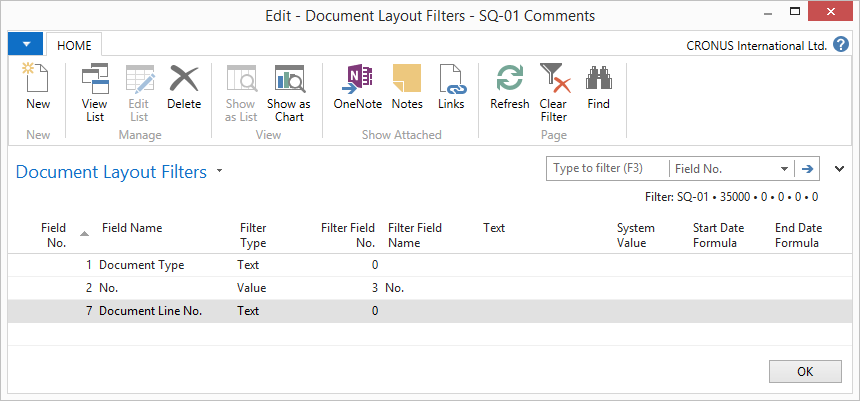 Edit - Document Layout Filters - SQ-01 Comments
HOME
CRONUS International Ltd.
New
View List
Edit List
Delete
Show as List
Show as Chart
OneNote
Notes
Links
Refresh
Clear Filter
Find
New
Manage
View
Show Attached
Page
Document Layout Filters
Type to filter (F3)
Field No.
Filter: SQ-01 • 35000 • 0 • 0 • 0 • 0
Field No.
Field Name
Filter Type
Filter Field No.
Filter Field Name
Text
System Value
Start Date Formula
End Date Formula
1 Document Type Text 0
2 No. Value 3 No.
7 Document Line No. Text 0
OK